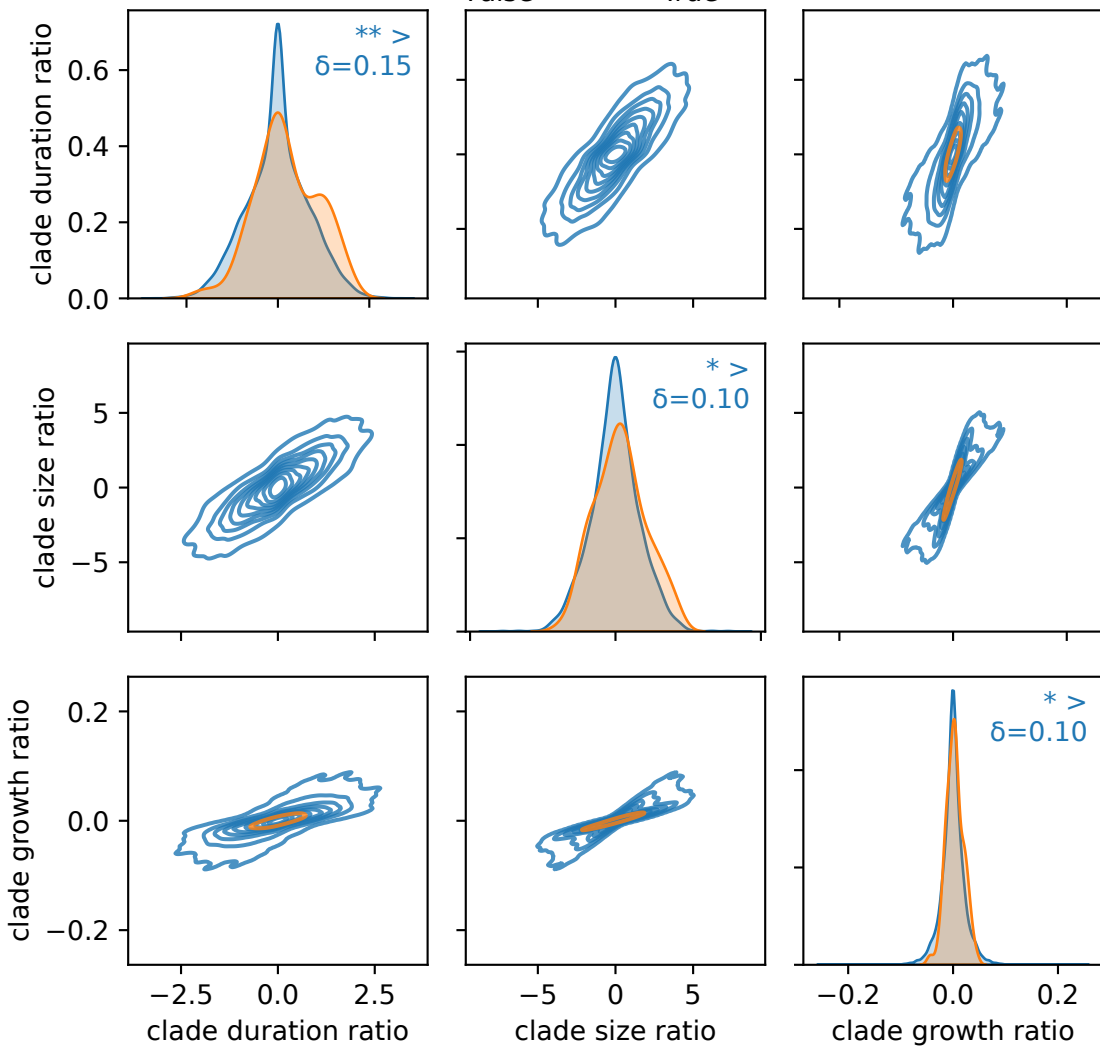 clade duration ratio
0.6
0.4
0.2
0.0
** >
δ=0.15
clade size ratio
5
0
−5
* >
δ=0.10
clade growth ratio
0.2
0.0
−0.2
* >
δ=0.10
−2.5 0.0 2.5
−5 0 5
−0.2 0.0 0.2
clade duration ratio
clade size ratio
clade growth ratio